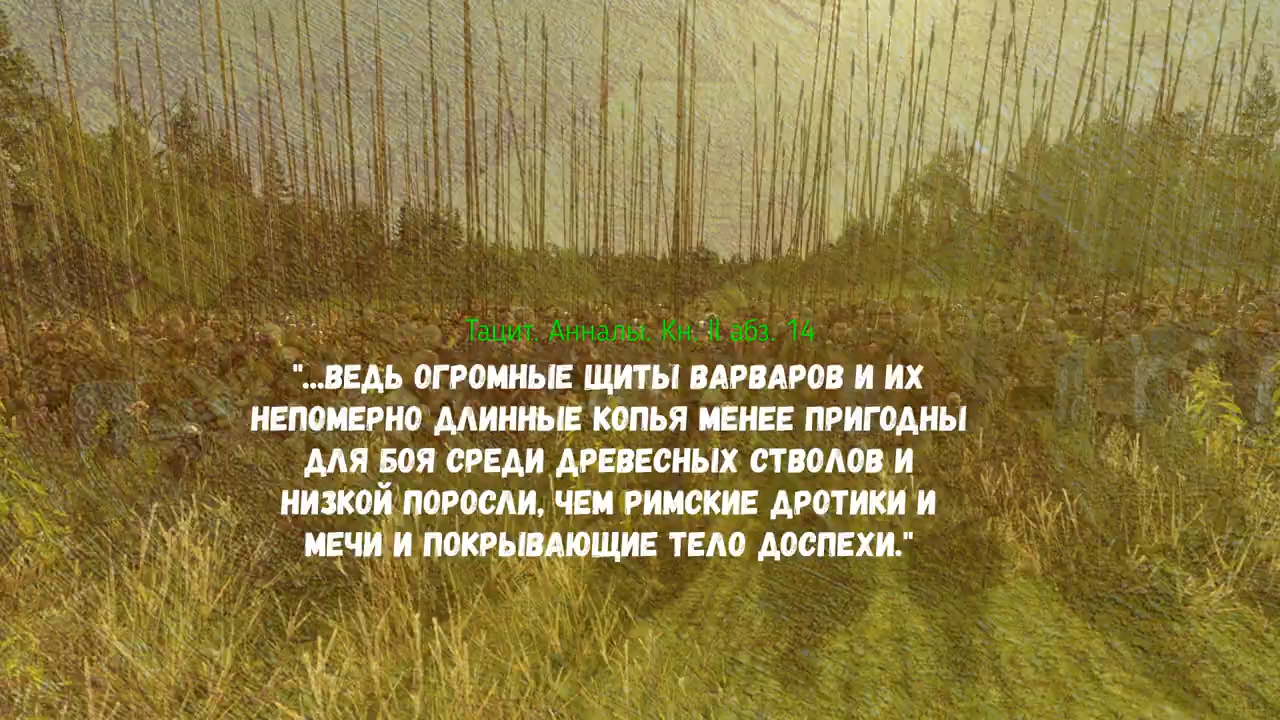 Тацит. Анналы. Кн. II абз. 14
"...ВЕДЬ ОГРОМНЫЕ ЩИТЫ ВАРВАРОВ И ИХ
НЕПОМЕРНО ДЛИННЫЕ КОПЬЯ МЕНЕЕ ПРИГОДНЫ
ДЛЯ БОЯ СРЕДИ ДРЕВЕСНЫХ СТВОЛОВ И
НИЗКОЙ ПОРОСЛИ, ЧЕМ РИМСКИЕ ДРОТИКИ И
МЕЧИ И ПОКРЫВАЮЩИЕ ТЕЛО ДОСПЕХИ."